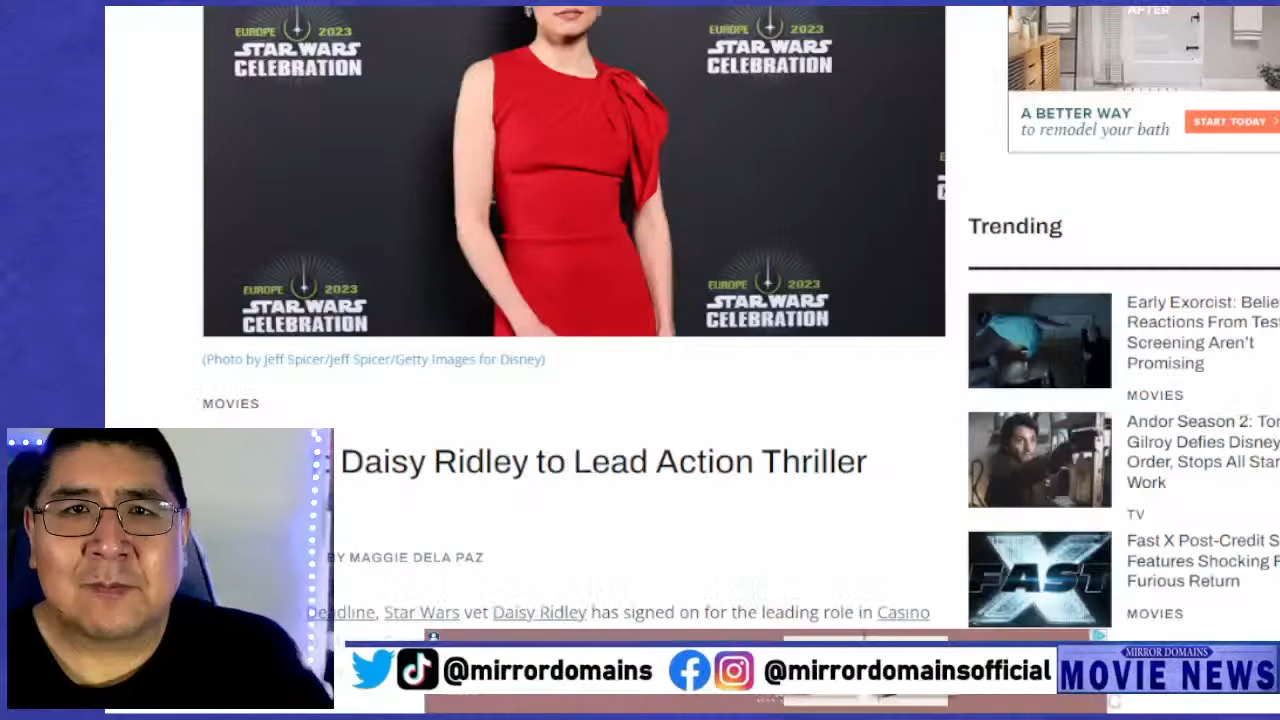 EUROPE 2023
STAR WARS
CELEBRATION
EUROPE 2023
STAR WARS
CELEBRATION
EUROPE 2023
STAR WARS
CELEBRATION
EUROPE 2023
STAR WARS
CELEBRATION
AFTER
A BETTER WAY
to remodel your bath
START TODAY
(Photo by Jeff Spicer/Jeff Spicer/Getty Images for Disney)
MOVIES
: Daisy Ridley to Lead Action Thriller
BY MAGGIE DELA PAZ
Deadline, Star Wars vet Daisy Ridley has signed on for the leading role in Casino
Trending
Early Exorcist: Belie
Reactions From Test
Screening Aren't
Promising
MOVIES
Andor Season 2: Ton
Gilroy Defies Disney
Order, Stops All Star
Work
TV
FAST
Fast X Post-Credit S
Features Shocking F
Furious Return
MOVIES
@mirrordomains
@mirrordomainsofficial
MIRROR DOMAINS
MOVIE NEWS